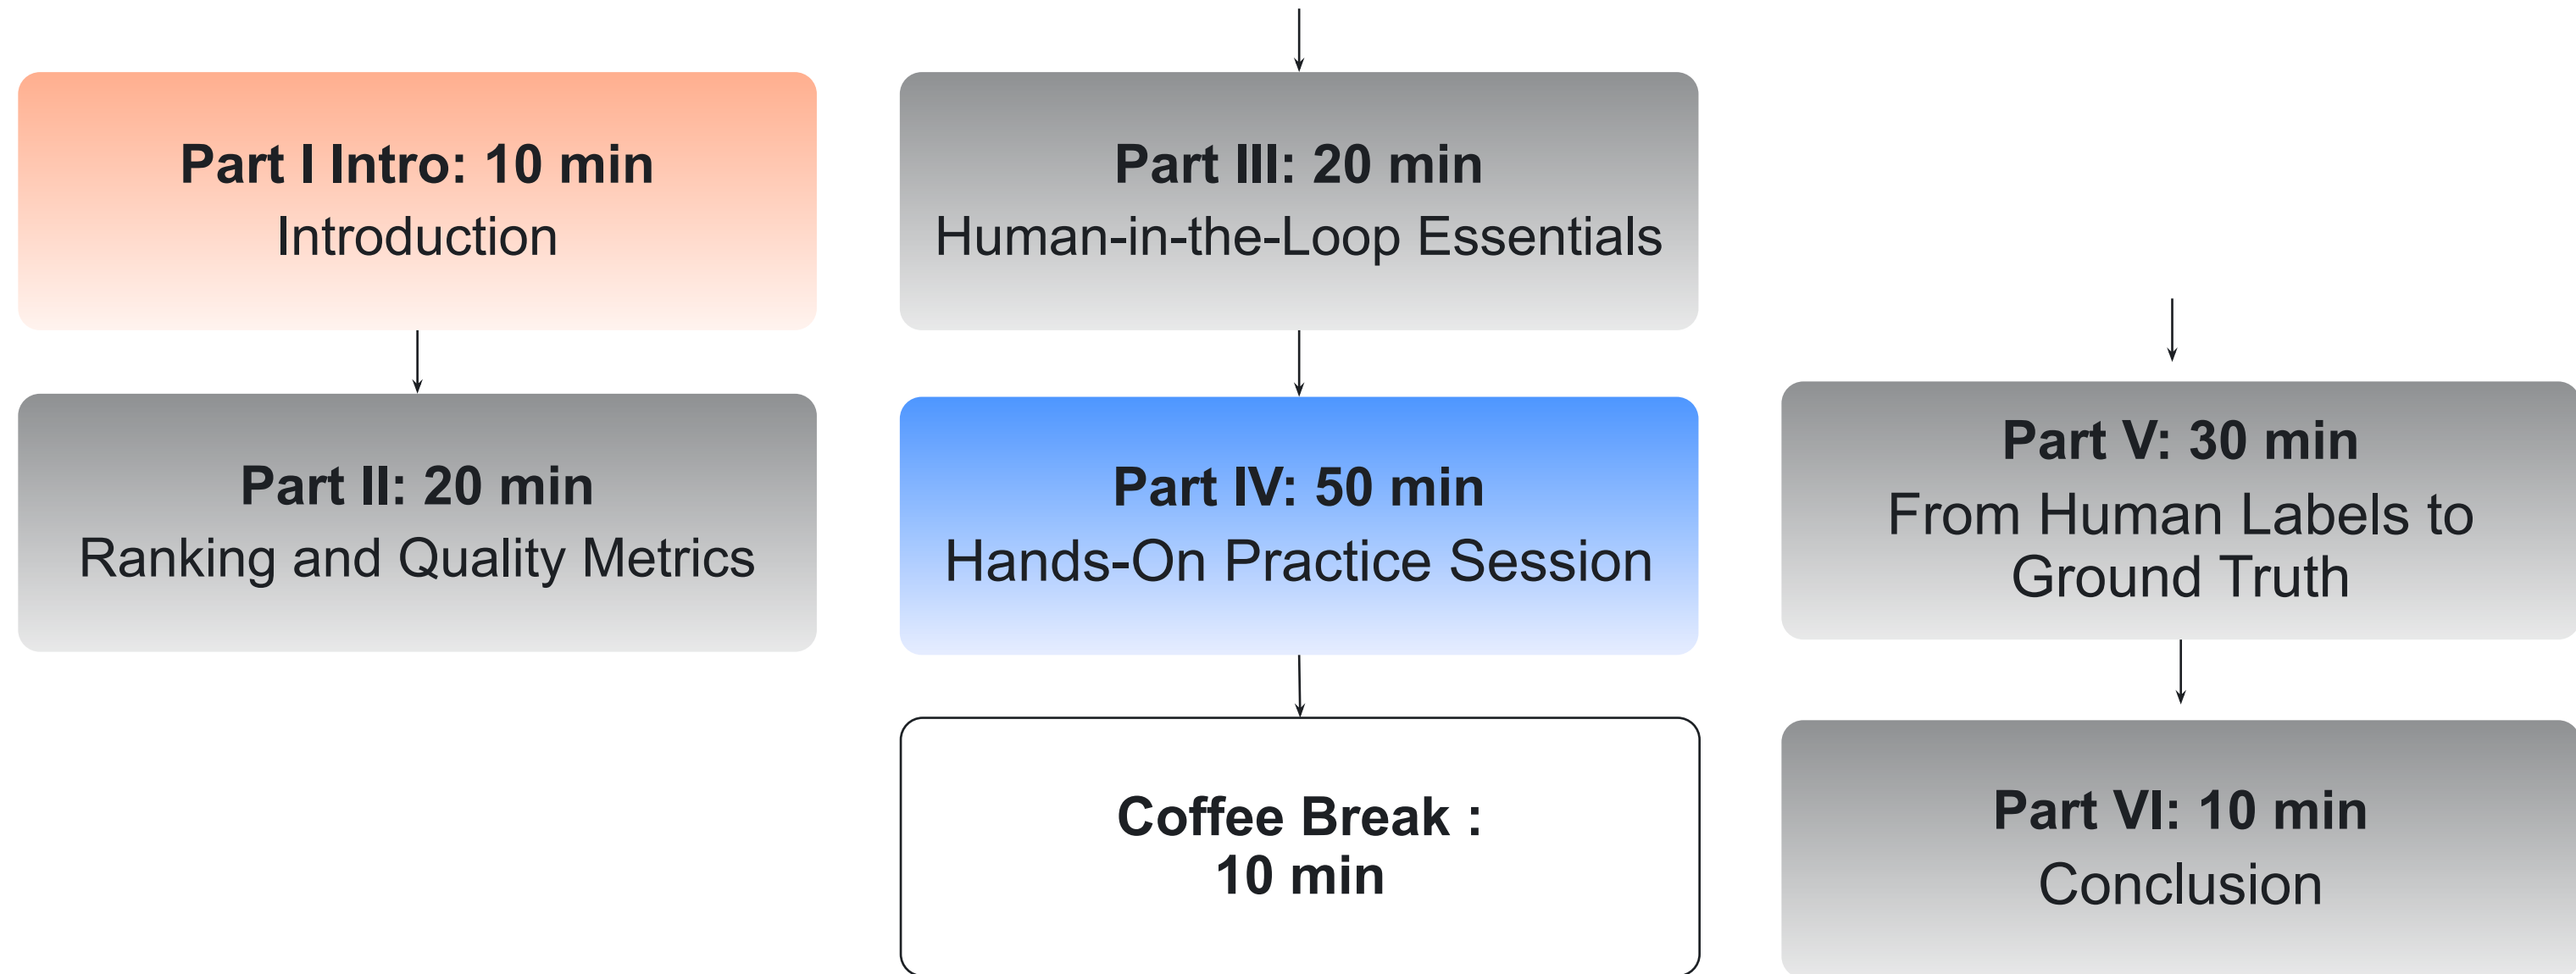 Part I Intro: 10 min
Introduction
Part II: 20 min
Ranking and Quality Metrics
Part III: 20 min
Human-in-the-Loop Essentials
Part IV: 50 min
Hands-On Practice Session
Coffee Break :
10 min
Part V: 30 min
From Human Labels to
Ground Truth
Part VI: 10 min
Conclusion